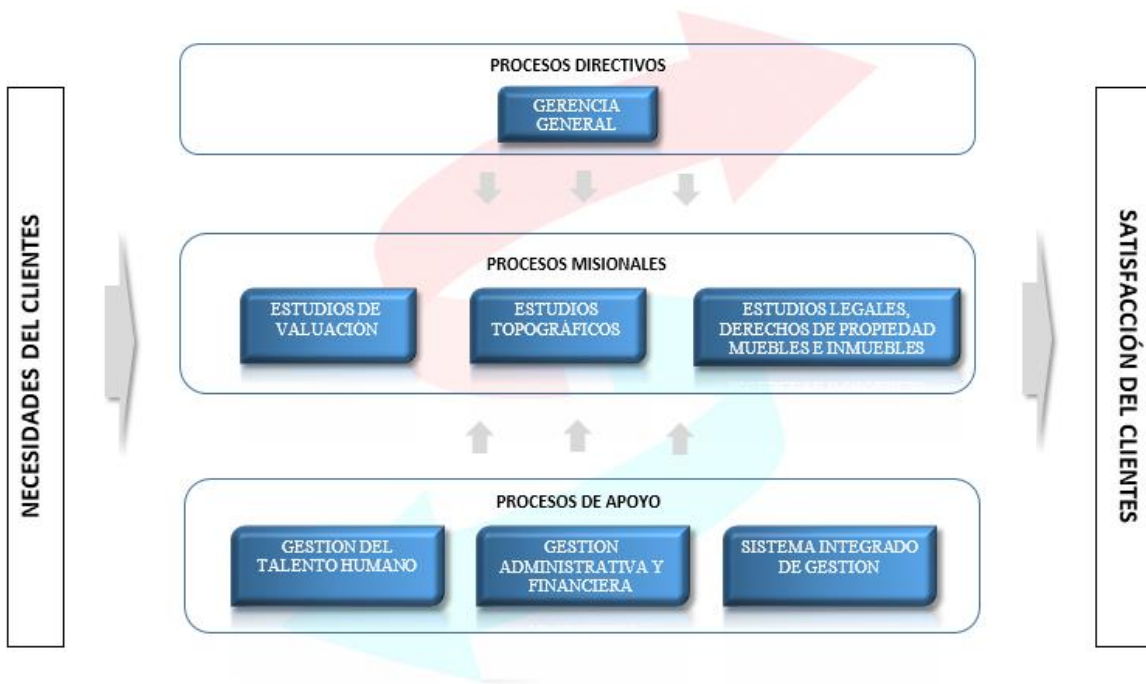 NECESIDADES DEL CLIENTES
PROCESOS DIRECTIVOS
GERENCIA
GENERAL
PROCESOS MISIONALES
ESTUDIOS DE
VALUACIÓN
ESTUDIOS
TOPOGRÁFICOS
ESTUDIOS LEGALES,
DERECHOS DE PROPIEDAD
MUEBLES E INMUEBLES
PROCESOS DE APOYO
GESTION DEL
TALENTO HUMANO
GESTION
ADMINISTRATIVA Y
FINANCIERA
SISTEMA INTEGRADO
DE GESTION
SATISFACCIÓN DEL CLIENTES